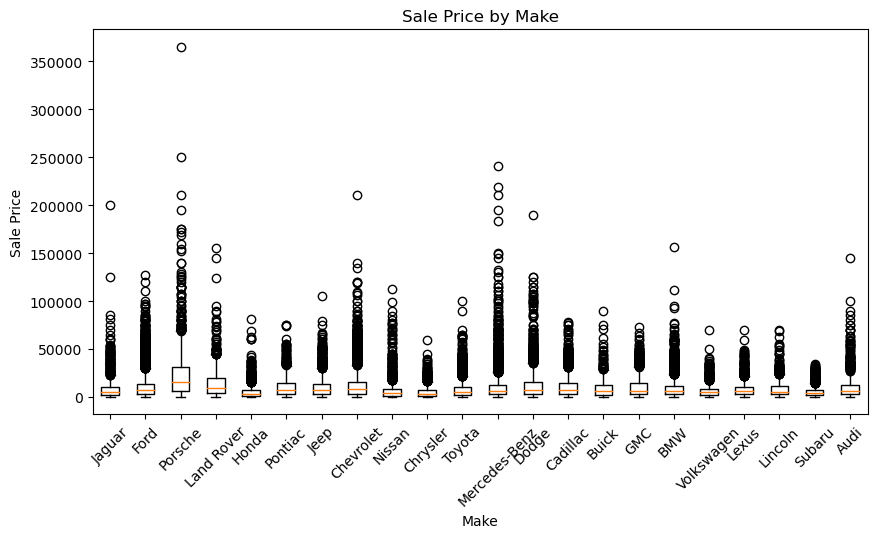 Sale Price by Make
Sale Price
350000
300000
250000
200000
150000
100000
50000
0
Jaguar
Ford
Porsche
Land Rover
Honda
Pontiac
Jeep
Chevrolet
Nissan
Chrysler
Toyota
Mercedes-Benz
Dodge
Cadillac
Buick
GMC
BMW
Volkswagen
Lexus
Lincoln
Subaru
Audi
Make